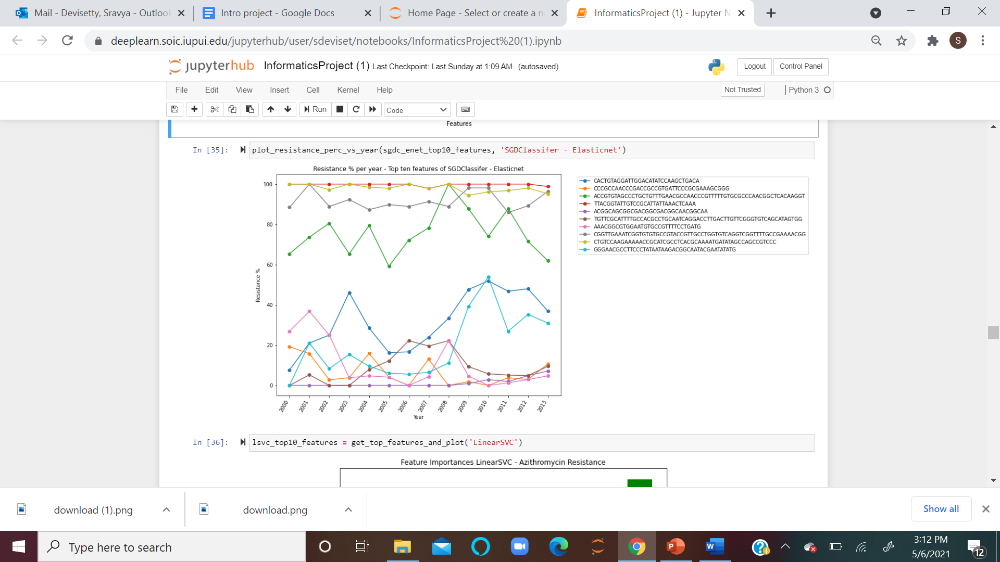 Mail - Devisetty, Sravya - Outlook
Intro project - Google Docs
Home Page - Select or create a n
InformaticsProject (1) - Jupyter N
deeplearn.soic.iupui.edu/jupyterhub/user/sdeviset/notebooks/InformaticsProject%20(1).ipynb
S
jupyterhub InformaticsProject (1) Last Checkpoint: Last Sunday at 1:09 AM (autosaved)
Logout Control Panel
File Edit View Insert Cell Kernel Help
Not Trusted Python 3
Run Code
Features
In [35]: plot_resistance_perc_vs_year(sgdc_enet_top10_features, 'SGDClassifer - Elasticnet')
Resistance % per year - Top ten features of SGDClassifer - Elasticnet
100
80
60
40
20
0
Resistance %
2000 2001 2002 2003 2004 2005 2006 2007 2008 2009 2010 2011 2012 2013
Year
CACTGTAGGATTGGACATATCCAAGCTGACA
CCCGCCAACCCGACCGCCGTGATTCCCGCGAAAGCGGG
ACCGTGTAGCCCTGCTGTTTGAACGCCAACCCGTTTTTGTGCGCCCAACGGCTCACAAGGT
TTACGGTATTGTCCGCATTATTAAACTCAAA
ACGGCAGCGGCGACGGCGACGGCAACGGCAA
TGTTCGCATTTTGCCACGCCTGCAATCAGGACCTTGACTTGTTCGGGTGTCAGCATAGTGG
AAACGGCGTGGAATGTGCCGTTTTCCTGATG
CGGTTGAAATCGGTGTGTGCCGTACCGTTGCCTGGTGTCAGGTCGGTTTTGCCGAAAACGG
CTGTCCAAGAAAAACCGCATCGCCTCACGCAAAATGATATAGCCAGCCGTCCC
GGGAACGCCTTCCCTATAATAAGACGGCAATACGAATATATG
In [36]: lsvc_top10_features = get_top_features_and_plot('LinearSVC')
Feature Importances LinearSVC - Azithromycin Resistance
download (1).png
download.png
Show all
Type here to search
3:12 PM
5/6/2021
12